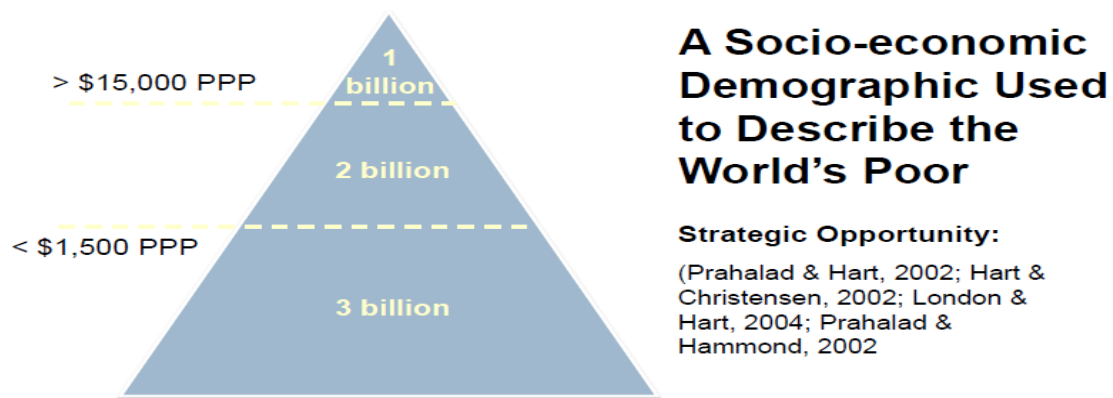 > $15,000 PPP
1
billion
2 billion
< $1,500 PPP
3 billion
A Socio-economic
Demographic Used
to Describe the
World's Poor
Strategic Opportunity:
(Prahalad & Hart, 2002; Hart &
Christensen, 2002; London &
Hart, 2004; Prahalad &
Hammond, 2002